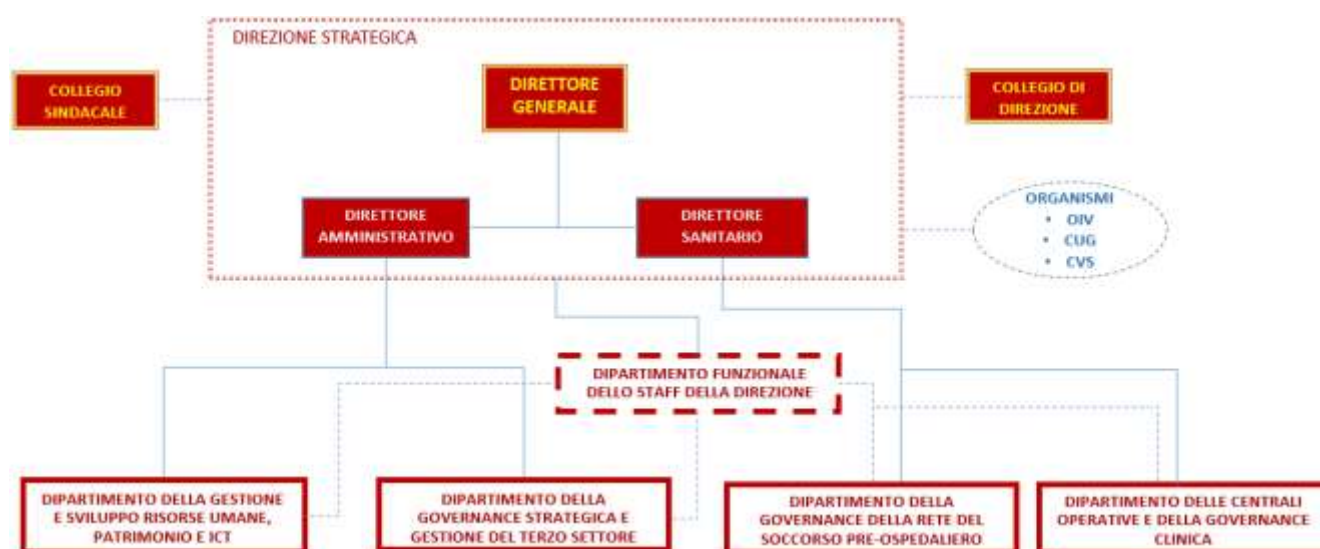 DIREZIONE STRATEGICA
COLLEGIO
SINDACALE
DIRETTORE
GENERALE
COLLEGIO DI
DIREZIONE
DIRETTORE
AMMINISTRATIVO
DIRETTORE
SANITARIO
ORGANISMI
• OIV
• CUG
• CVS
DIPARTIMENTO FUNZIONALE
DELLO STAFF DELLA DIREZIONE
DIPARTIMENTO DELLA GESTIONE
E SVILUPPO RISORSE UMANE,
PATRIMONIO E ICT
DIPARTIMENTO DELLA
GOVERNANCE STRATEGICA E
GESTIONE DEL TERZO SETTORE
DIPARTIMENTO DELLA
GOVERNANCE DELLA RETE DEL
SOCCORSO PRE-OSPEDALIERO
DIPARTIMENTO DELLE CENTRALI
OPERATIVE E DELLA GOVERNANCE
CLINICA